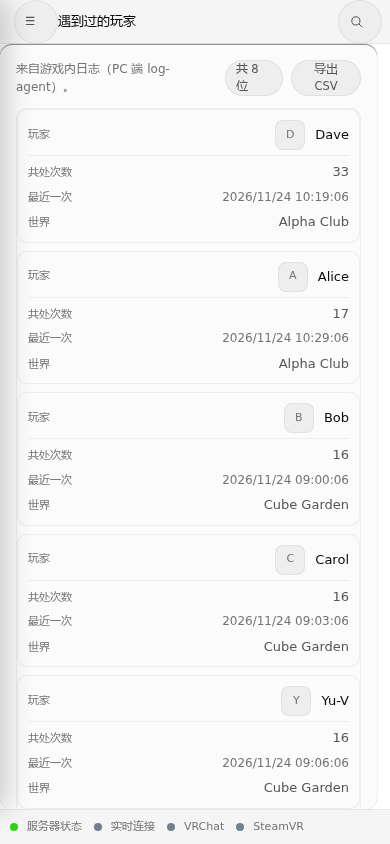 ☰ 遇到过的玩家
来自游戏内日志（PC 端 log-
agent）。
共 8
位
导出
CSV
玩家 D Dave
共处次数 33
最近一次 2026/11/24 10:19:06
世界 Alpha Club
玩家 A Alice
共处次数 17
最近一次 2026/11/24 10:29:06
世界 Alpha Club
玩家 B Bob
共处次数 16
最近一次 2026/11/24 09:00:06
世界 Cube Garden
玩家 C Carol
共处次数 16
最近一次 2026/11/24 09:03:06
世界 Cube Garden
玩家 Y Yu-V
共处次数 16
最近一次 2026/11/24 09:06:06
世界 Cube Garden
服务器状态 实时连接 VRChat SteamVR